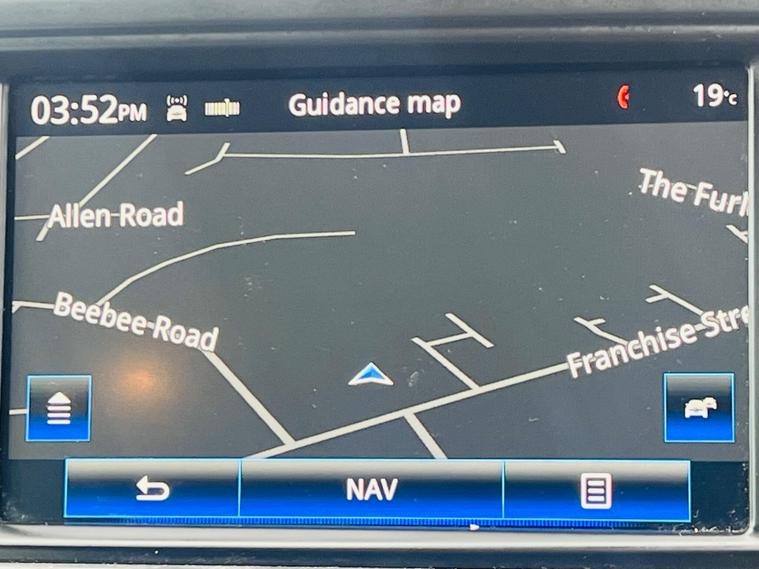 03:52PM
Guidance map
19°C
Allen Road
The Furl
Beebee Road
Franchise Stre
NAV